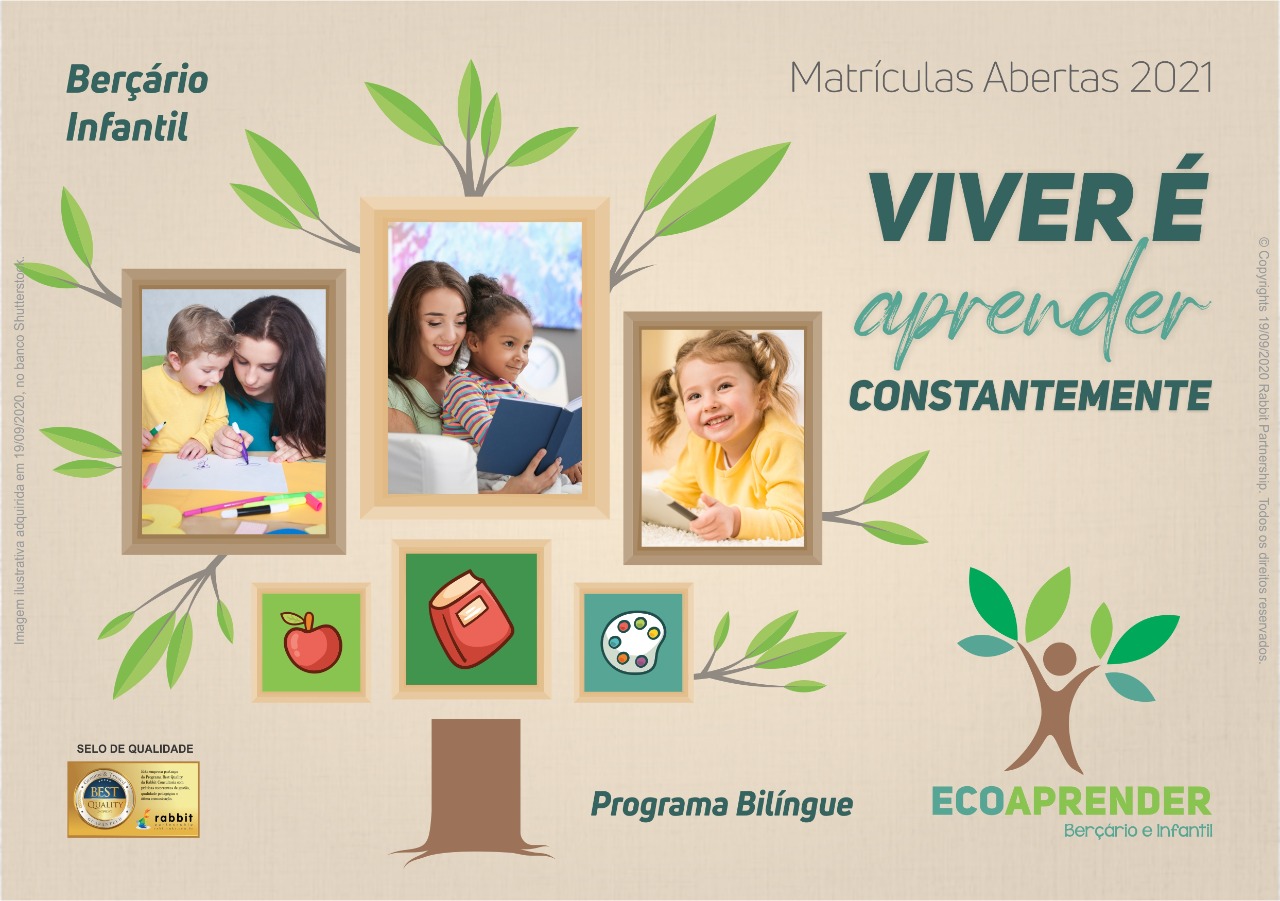 Berçário
Infantil
Matrículas Abertas 2021
VIVER É
aprender
CONSTANTEMENTE
Imagem ilustrativa adquirida em 19/09/2020, no banco Shutterstock.
© Copyrights 19/09/2020 Rabbit Partnership. Todos os direitos reservados.
SELO DE QUALIDADE
BEST
QUALITY
rabbit
Programa Bilíngue
ECOAPRENDER
Berçário e Infantil